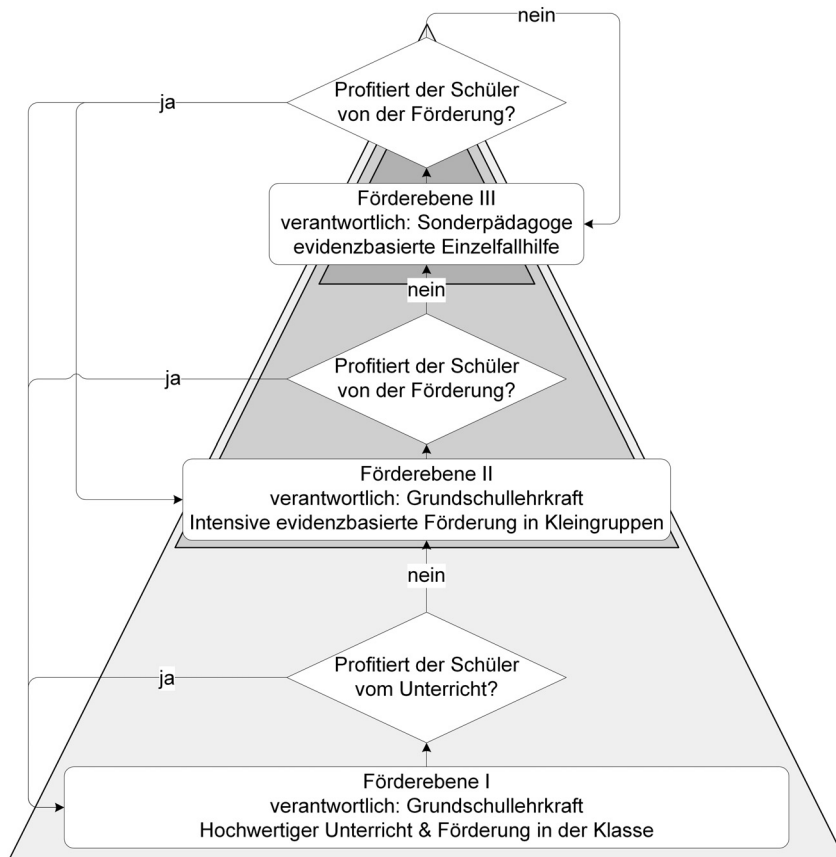 nein
Profitiert der Schüler
von der Förderung?
ja
Förderebene III
verantwortlich: Sonderpädagoge
evidenzbasierte Einzelfallhilfe
nein
Profitiert der Schüler
von der Förderung?
ja
Förderebene II
verantwortlich: Grundschullehrkraft
Intensive evidenzbasierte Förderung in Kleingruppen
nein
Profitiert der Schüler
vom Unterricht?
ja
Förderebene I
verantwortlich: Grundschullehrkraft
Hochwertiger Unterricht & Förderung in der Klasse